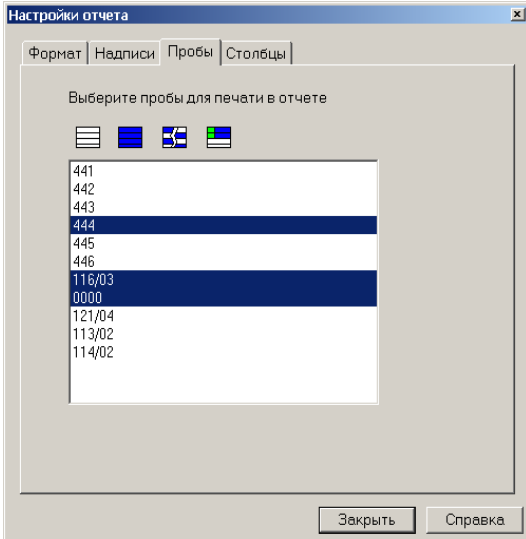 Настройки отчета
Формат Надписи Пробы Столбцы
Выберите пробы для печати в отчете
441
442
443
444
445
446
116/03
0000
121/04
113/02
114/02
Закрыть Справка